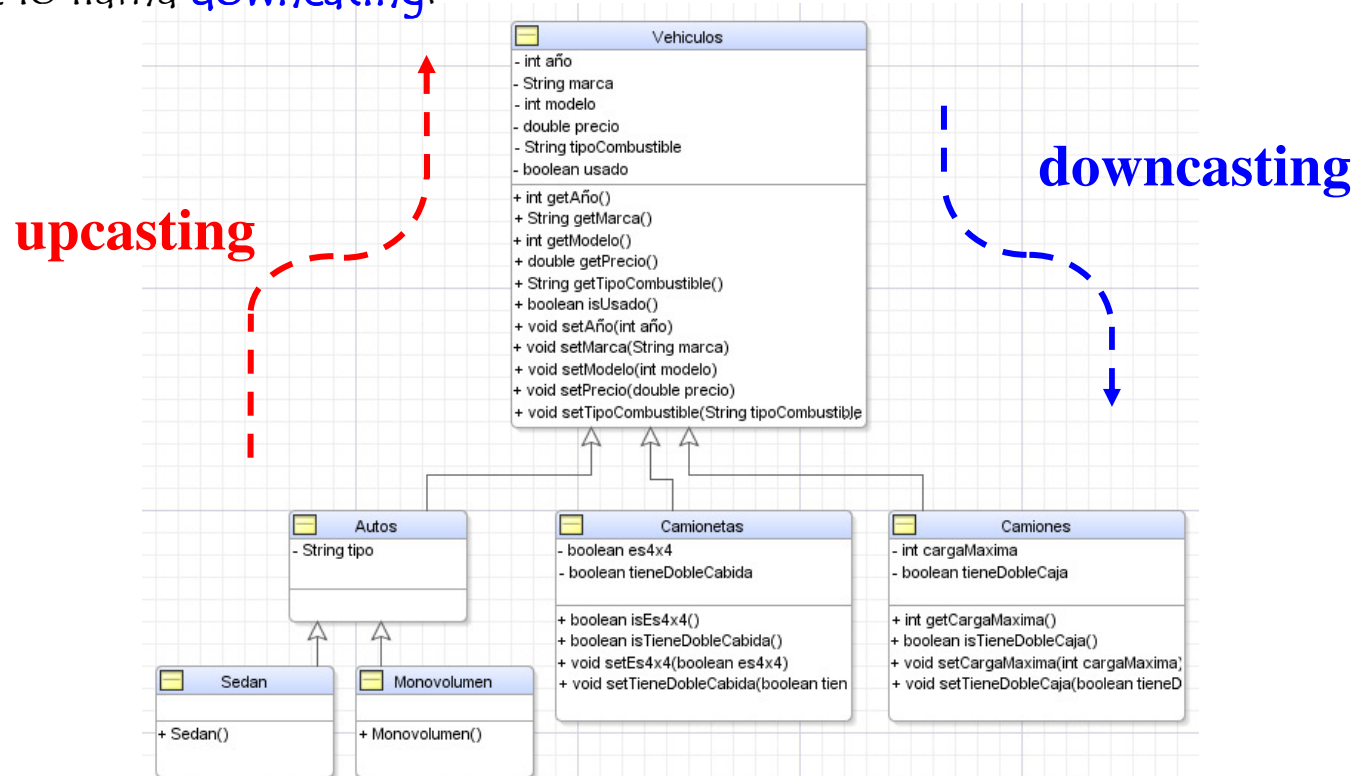 lo llama downcasting.
Vehiculos
- int año
- String marca
- int modelo
- double precio
- String tipoCombustible
- boolean usado
+ int getAño()
+ String getMarca()
+ int getModelo()
+ double getPrecio()
+ String getTipoCombustible()
+ boolean isUsado()
+ void setAño(int año)
+ void setMarca(String marca)
+ void setModelo(int modelo)
+ void setPrecio(double precio)
+ void setTipoCombustible(String tipoCombustible
upcasting
downcasting
Autos
- String tipo
Camionetas
- boolean es4x4
- boolean tieneDobleCabida
+ boolean isEs4x4()
+ boolean isTieneDobleCabida()
+ void setEs4x4(boolean es4x4)
+ void setTieneDobleCabida(boolean tien
Camiones
- int cargaMaxima
- boolean tieneDobleCaja
+ int getCargaMaxima()
+ boolean isTieneDobleCaja()
+ void setCargaMaxima(int cargaMaxima)
+ void setTieneDobleCaja(boolean tieneD
Sedan
+ Sedan()
Monovolumen
+ Monovolumen()